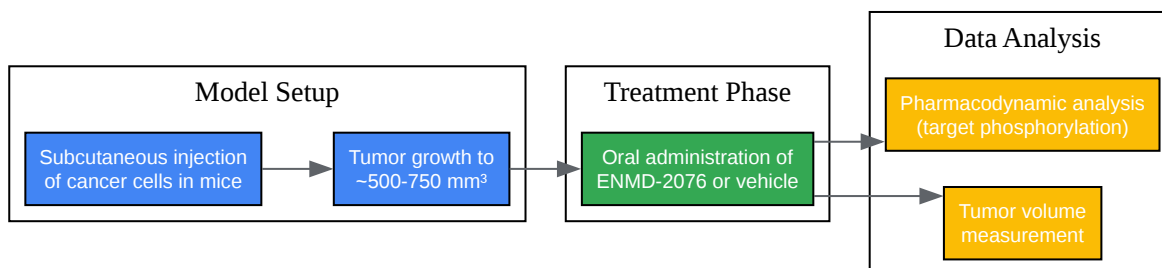 Model Setup
Subcutaneous injection
of cancer cells in mice
Tumor growth to
~500-750 mm³
Treatment Phase
Oral administration of
ENMD-2076 or vehicle
Data Analysis
Pharmacodynamic analysis
(target phosphorylation)
Tumor volume
measurement